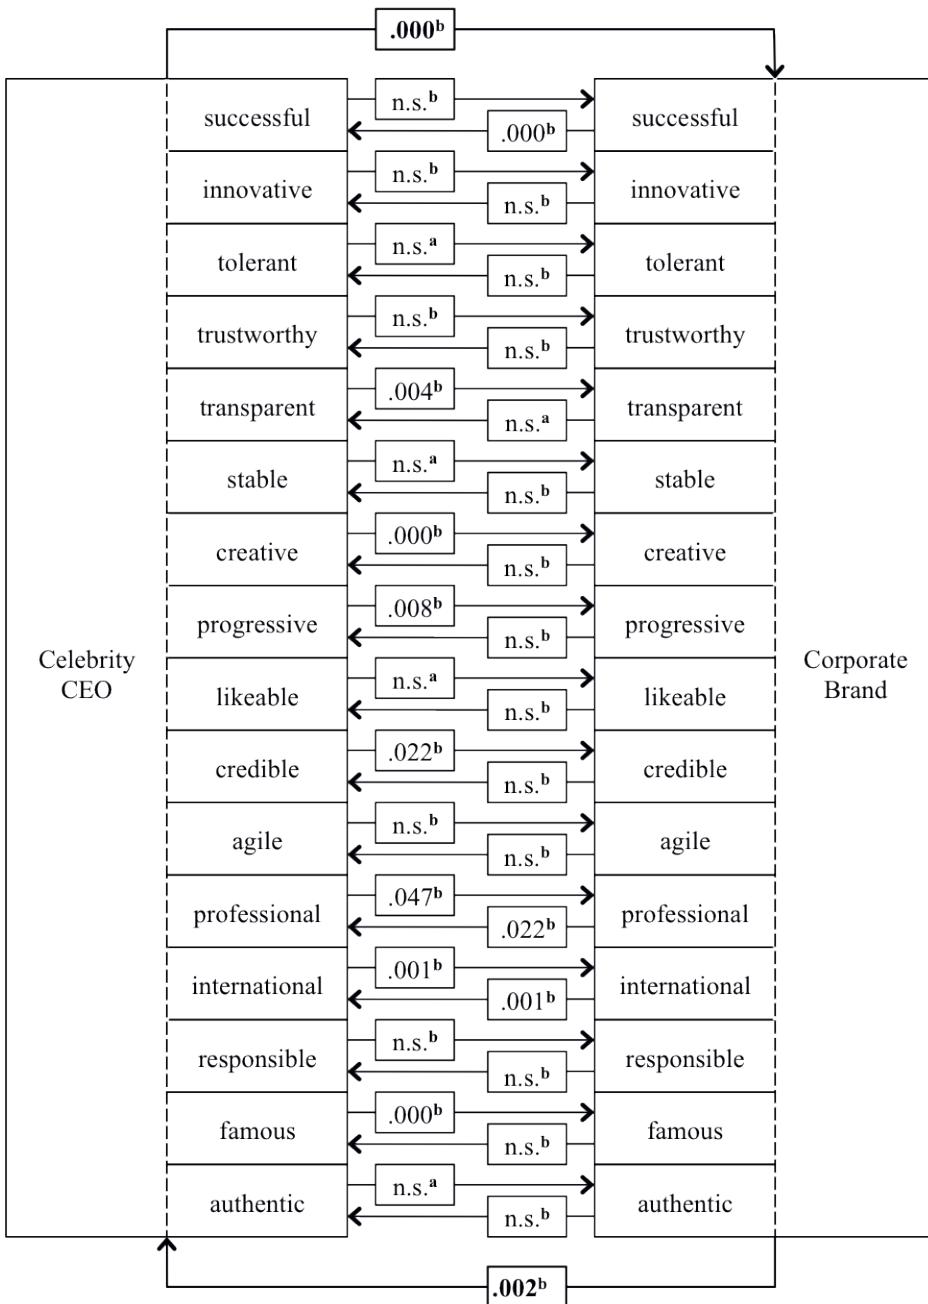 .000ᵇ
successful n.s.ᵇ successful
.000ᵇ
innovative n.s.ᵇ innovative
n.s.ᵇ
tolerant n.s.ᵃ tolerant
n.s.ᵇ
trustworthy n.s.ᵇ trustworthy
n.s.ᵇ
transparent .004ᵇ transparent
n.s.ᵃ
stable n.s.ᵃ stable
n.s.ᵇ
creative .000ᵇ creative
n.s.ᵇ
progressive .008ᵇ progressive
n.s.ᵇ
Celebrity
CEO
Corporate
Brand
likeable n.s.ᵃ likeable
n.s.ᵇ
credible .022ᵇ credible
n.s.ᵇ
agile n.s.ᵇ agile
n.s.ᵇ
professional .047ᵇ professional
.022ᵇ
international .001ᵇ international
.001ᵇ
responsible n.s.ᵇ responsible
n.s.ᵇ
famous .000ᵇ famous
n.s.ᵇ
authentic n.s.ᵃ authentic
n.s.ᵇ
.002ᵇ